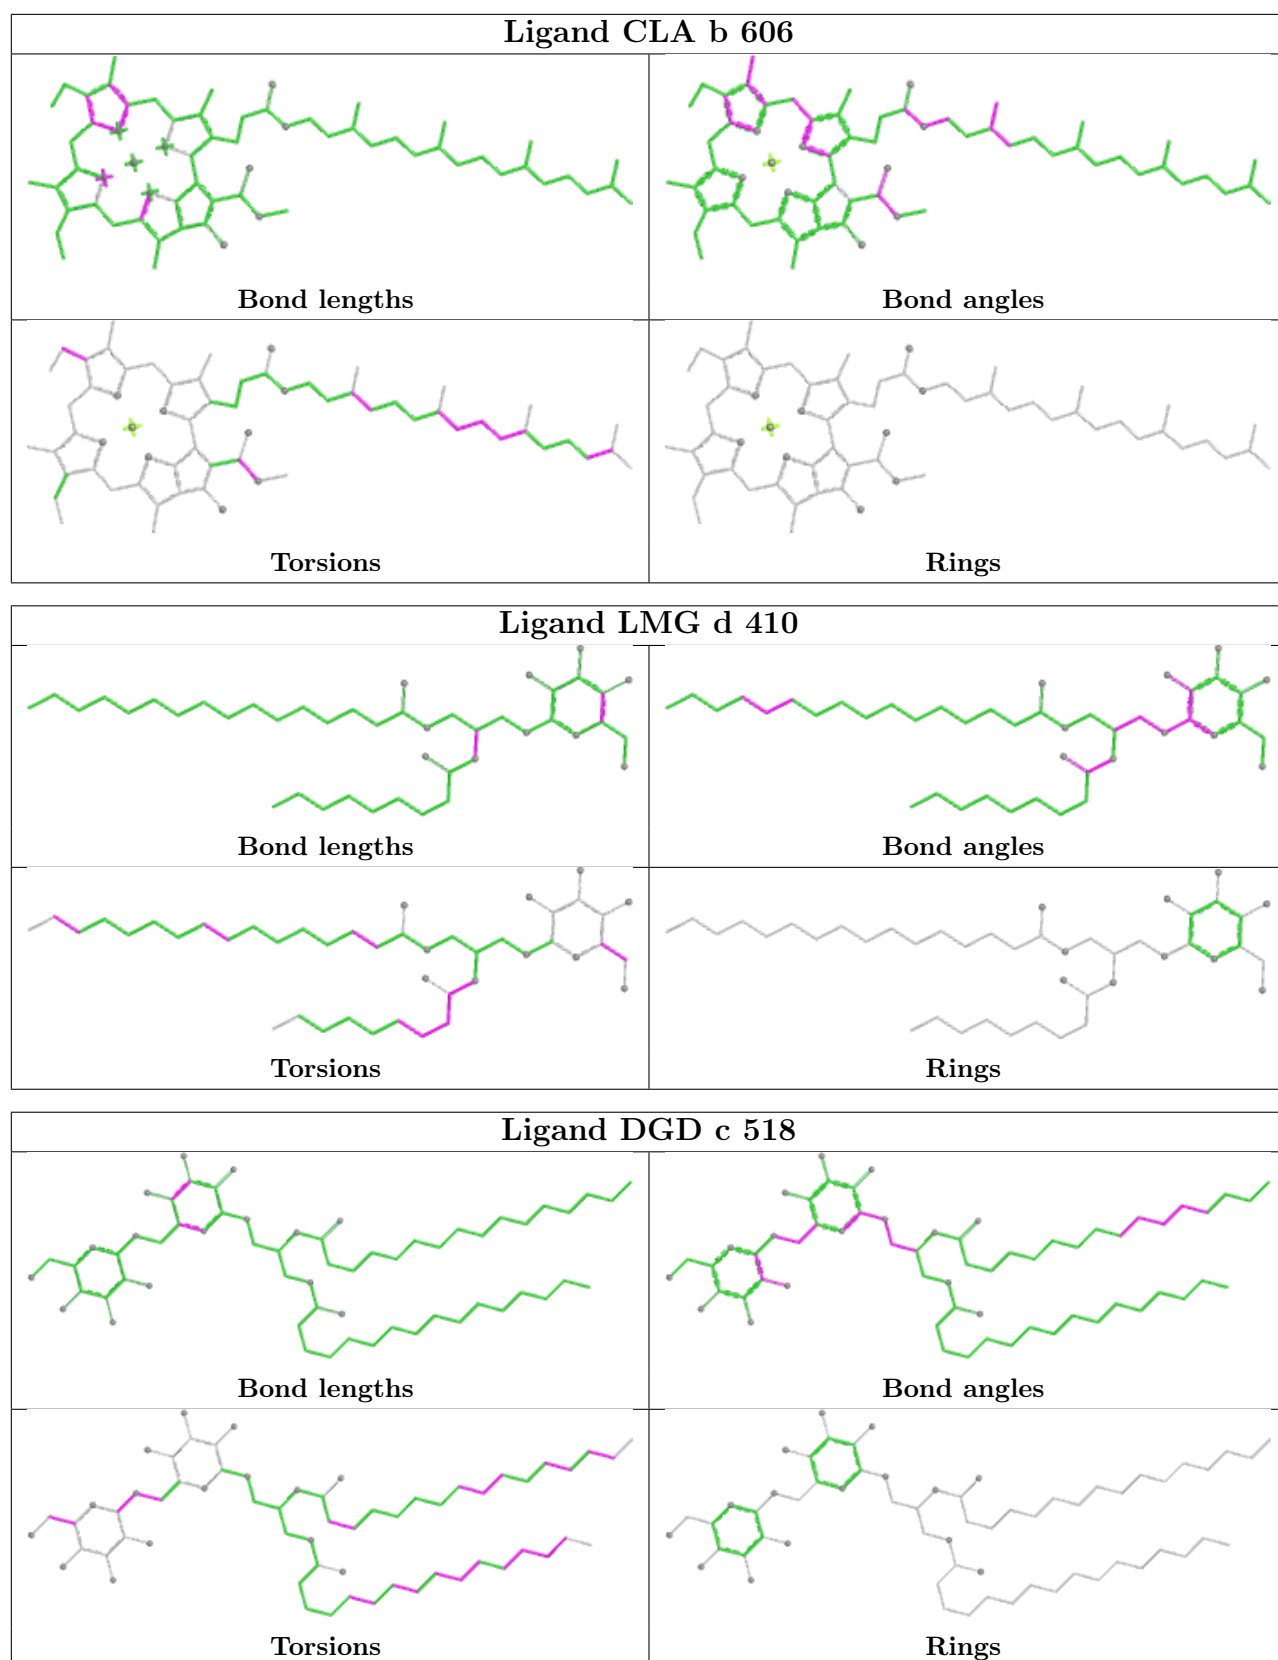 Ligand CLA b 606
Bond lengths
Bond angles
Torsions
Rings
Ligand LMG d 410
Bond lengths
Bond angles
Torsions
Rings
Ligand DGD c 518
Bond lengths
Bond angles
Torsions
Rings